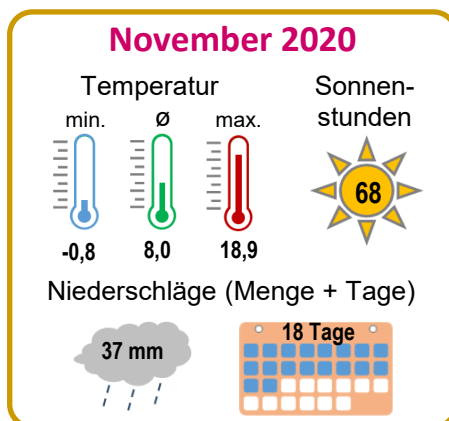 November 2020
Temperatur
min. Ø max.
-0,8 8,0 18,9
Sonnen-
stunden
68
Niederschläge (Menge + Tage)
37 mm
18 Tage